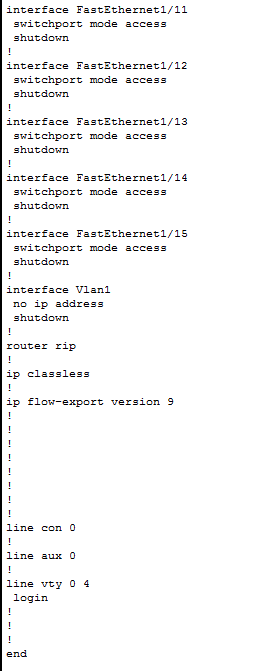 interface FastEthernet1/11
 switchport mode access
 shutdown
!
interface FastEthernet1/12
 switchport mode access
 shutdown
!
interface FastEthernet1/13
 switchport mode access
 shutdown
!
interface FastEthernet1/14
 switchport mode access
 shutdown
!
interface FastEthernet1/15
 switchport mode access
 shutdown
!
interface Vlan1
 no ip address
 shutdown
!
router rip
!
ip classless
!
ip flow-export version 9
!
!
!
!
!
!
!
!
line con 0
!
line aux 0
!
line vty 0 4
 login
!
!
!
end